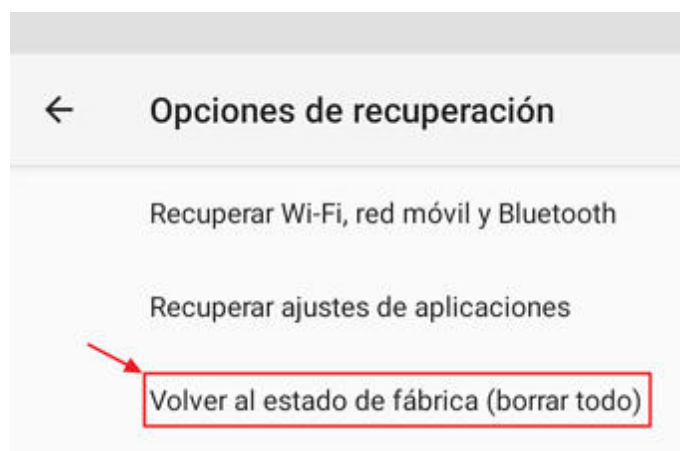 Opciones de recuperación
Recuperar Wi-Fi, red móvil y Bluetooth
Recuperar ajustes de aplicaciones
Volver al estado de fábrica (borrar todo)